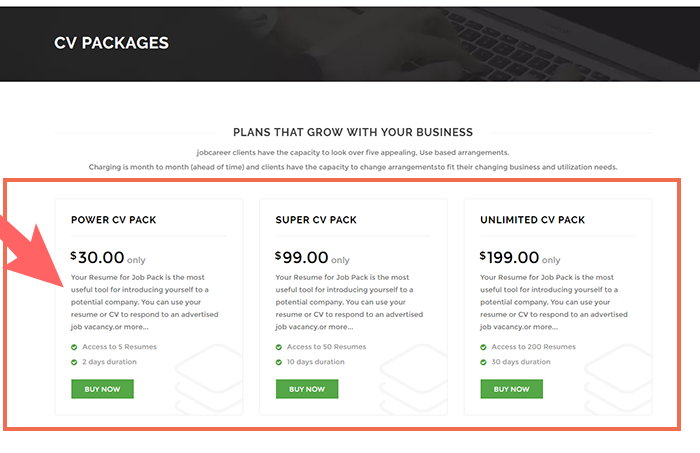 CV PACKAGES
PLANS THAT GROW WITH YOUR BUSINESS
jobcareer clients have the capacity to look over five appealing, Use based arrangements.
Charging is month to month (ahead of time) and clients have the capacity to change arrangementsto fit their changing business and utilization needs.
POWER CV PACK
$30.00 only
Your Resume for Job Pack is the most
useful tool for introducing yourself to a
potential company. You can use your
resume or CV to respond to an advertised
job vacancy.or more...
Access to 5 Resumes
2 days duration
BUY NOW
SUPER CV PACK
$99.00 only
Your Resume for Job Pack is the most
useful tool for introducing yourself to a
potential company. You can use your
resume or CV to respond to an advertised
job vacancy.or more...
Access to 50 Resumes
10 days duration
BUY NOW
UNLIMITED CV PACK
$199.00 only
Your Resume for Job Pack is the most
useful tool for introducing yourself to a
potential company. You can use your
resume or CV to respond to an advertised
job vacancy.or more...
Access to 200 Resumes
30 days duration
BUY NOW